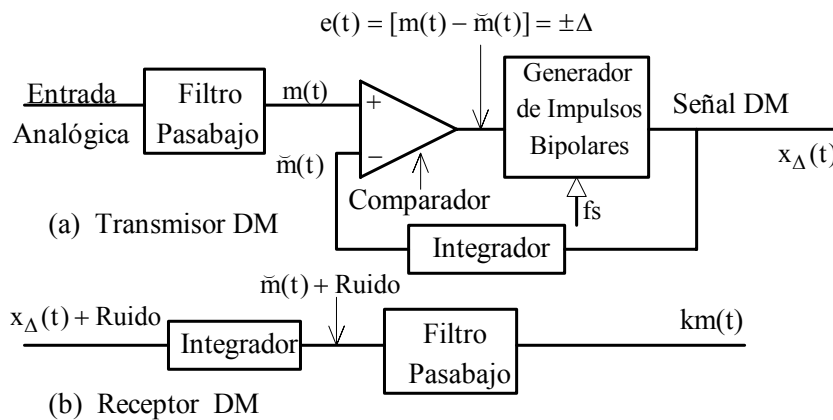 e(t) = [m(t) − m̆(t)] = ±Δ
Entrada
Analógica
Filtro
Pasabajo
m(t)
+
−
m̆(t)
Comparador
Generador
de Impulsos
Bipolares
fs
Señal DM
x_Δ(t)
Integrador
(a) Transmisor DM
x_Δ(t) + Ruido
Integrador
m̆(t) + Ruido
Filtro
Pasabajo
km(t)
(b) Receptor DM